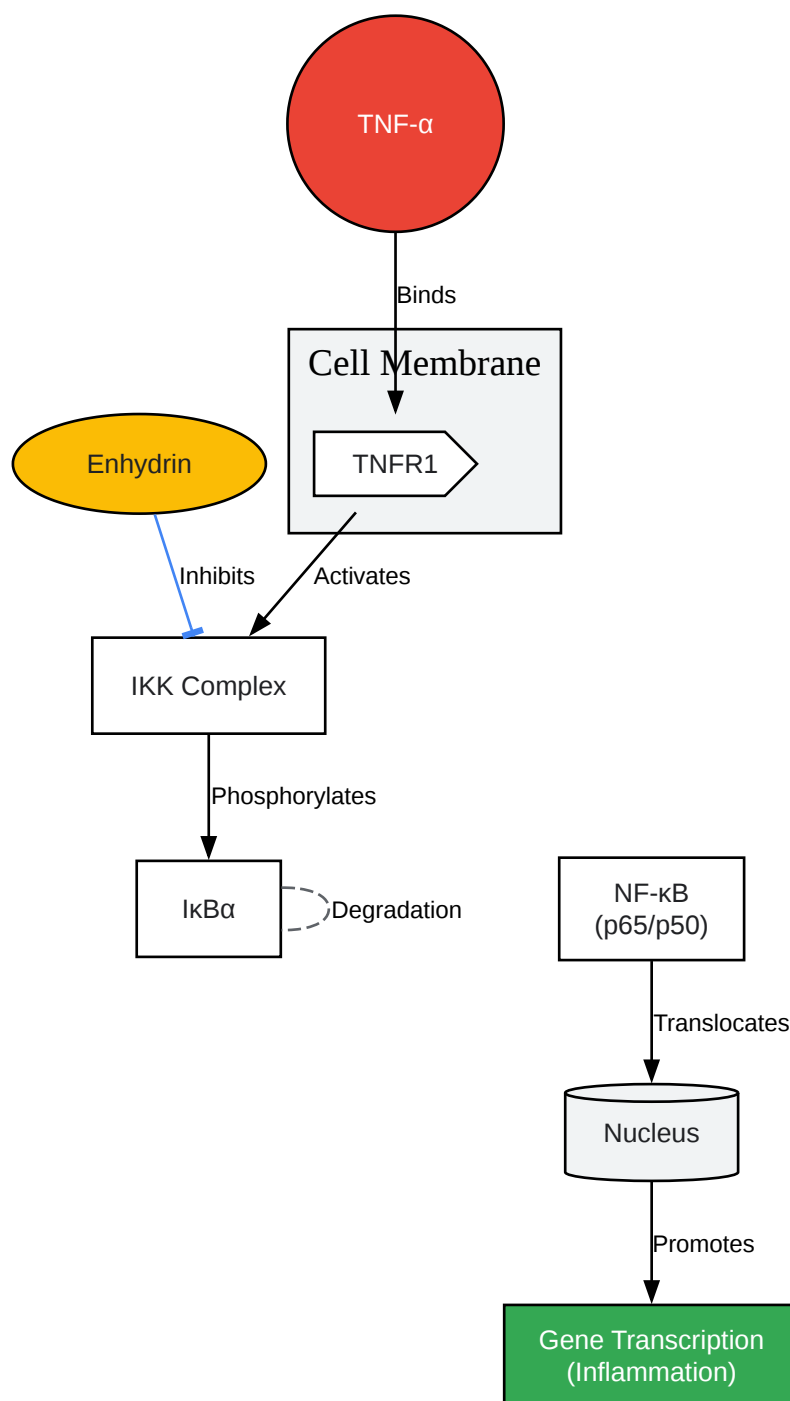 TNF-α
Binds
Cell Membrane
Enhydrin
TNFR1
Inhibits
Activates
IKK Complex
Phosphorylates
IκBα
Degradation
NF-κB
(p65/p50)
Translocates
Nucleus
Promotes
Gene Transcription
(Inflammation)